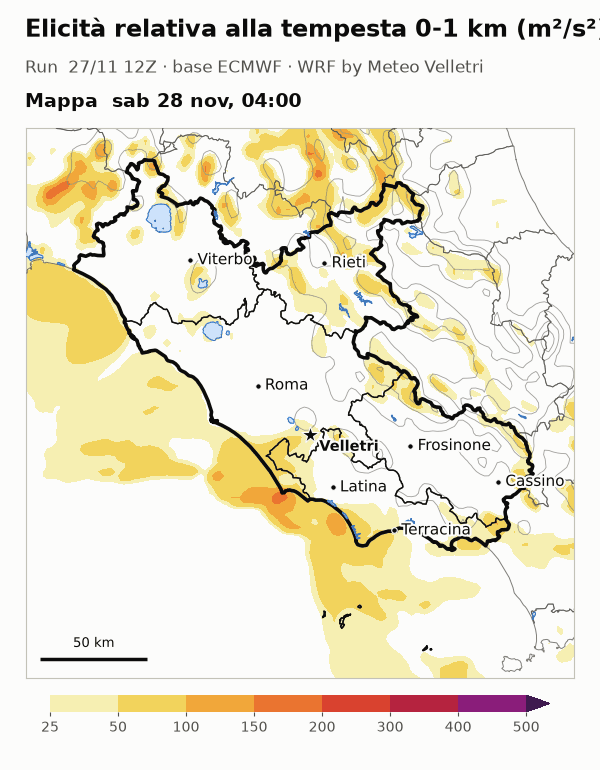 Elicità relativa alla tempesta 0-1 km (m²/s²)
Run  27/11 12Z · base ECMWF · WRF by Meteo Velletri
Mappa  sab 28 nov, 04:00
Viterbo
Rieti
Roma
Velletri
Frosinone
Cassino
Latina
Terracina
50 km
25 50 100 150 200 300 400 500